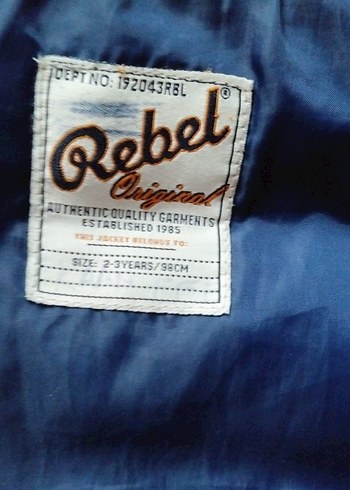 DEPT NO: 192043RBL
Rebel®
Original
AUTHENTIC QUALITY GARMENTS
ESTABLISHED 1985
THIS JACKET BELONGS TO:
SIZE: 2-3YEARS/98CM